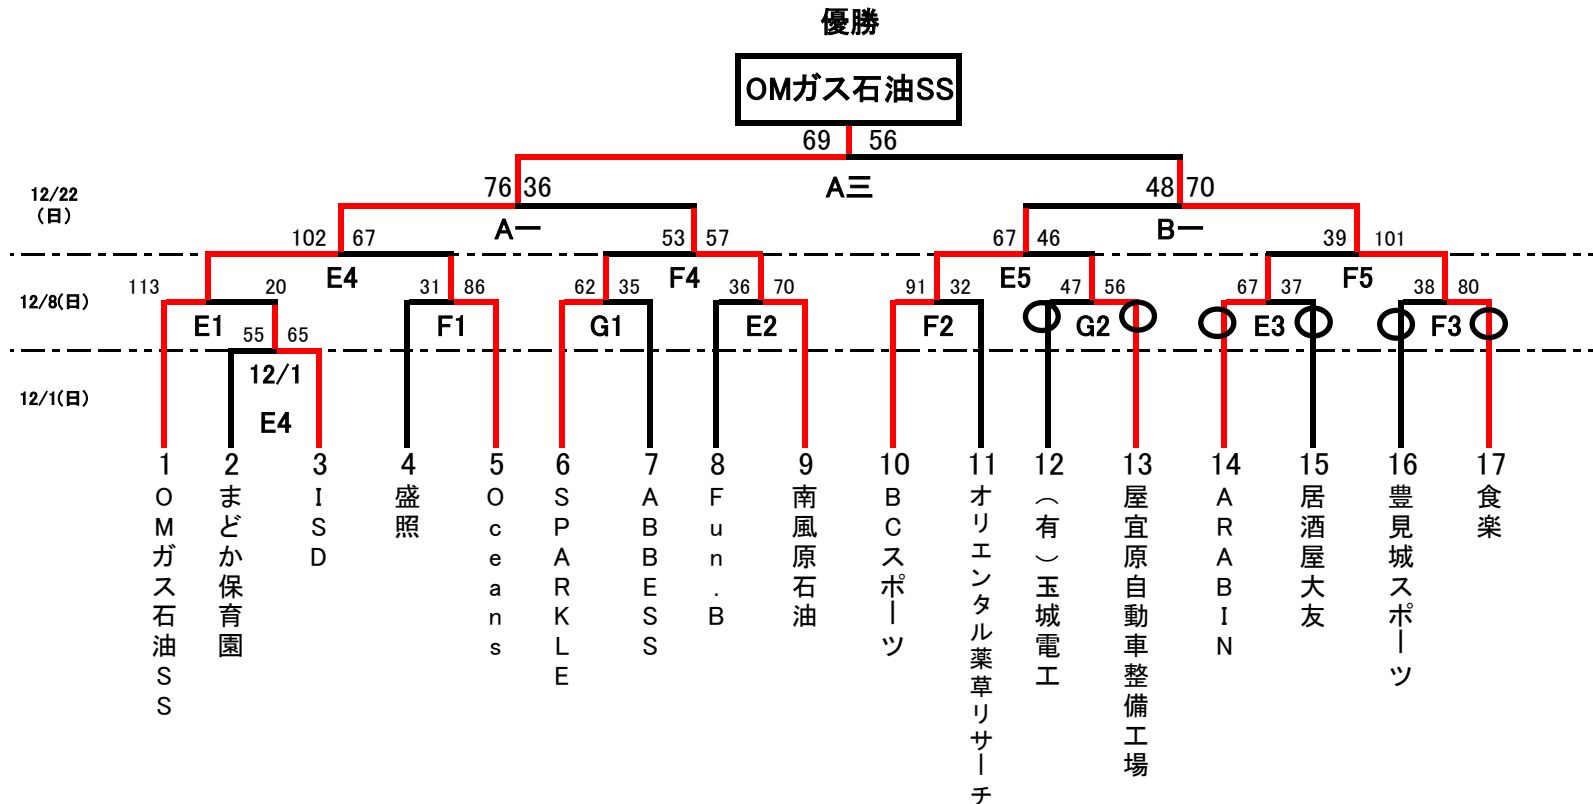 優勝
OMガス石油SS
69 56
A三
12/22
(日)
76 36
48 70
A一
B一
102 67
53 57
67 46
39 101
E4
F4
E5
F5
12/8(日)
113 20
31 86
62 35
36 70
91 32
47 56
67 37
38 80
E1
F1
G1
E2
F2
G2
E3
F3
55 65
12/1
E4
12/1(日)
1 2 3 4 5 6 7 8 9 10 11 12 13 14 15 16 17
OMガス石油SS
まどか保育園
ISD
盛照
Oceans
SPARKLE
ABBESS
Fun.B
南風原石油
BCスポーツ
オリエンタル薬草リサーチ
(有)玉城電工
屋宜原自動車整備工場
ARABIN
居酒屋大友
豊見城スポーツ
食楽